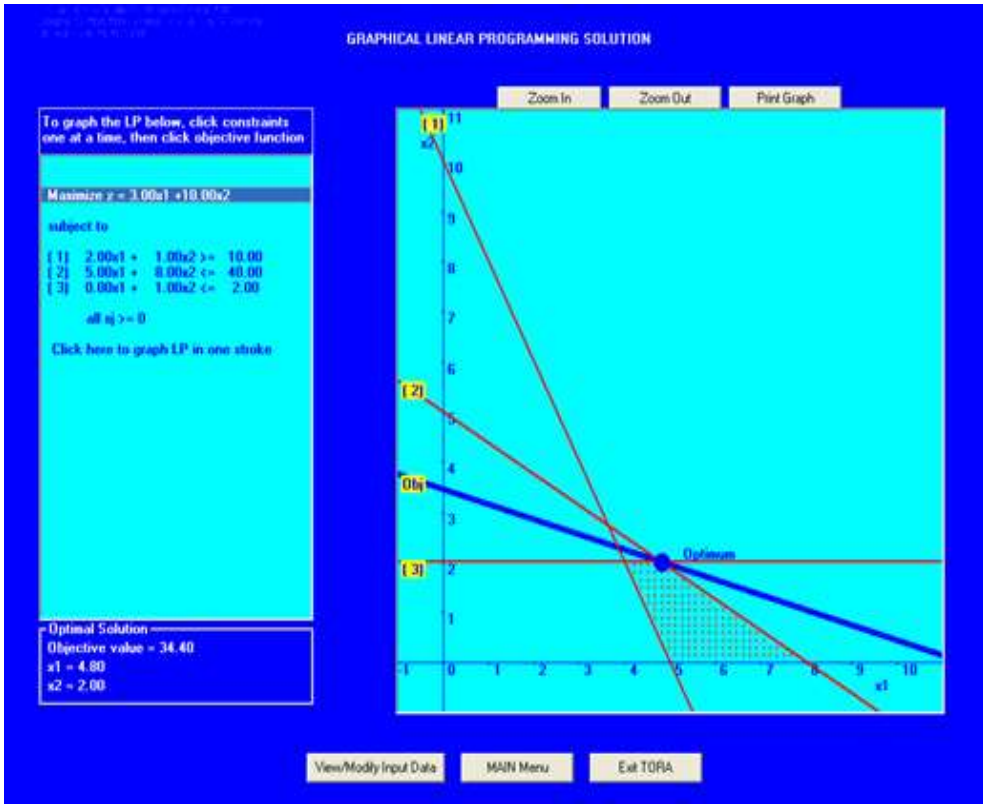 GRAPHICAL LINEAR PROGRAMMING SOLUTION
Zoom In Zoom Out Print Graph
To graph the LP below, click constraints
one at a time, then click objective function
Maximize z = 3.00x1 +10.00x2
subject to
( 1) 2.00x1 + 1.00x2 >= 10.00
( 2) 5.00x1 + 8.00x2 <= 40.00
( 3) 0.00x1 + 1.00x2 <= 2.00
all xj >= 0
Click here to graph LP in one stroke
Optimal Solution
Objective value = 34.40
x1 = 4.80
x2 = 2.00
( 1) 11
x2
10
9
8
7
6
( 2)
5
4
Obj
3
Optimum
( 3) 2
1
-1 0 1 2 3 4 5 6 7 8 9 10
x1
View/Modify Input Data MAIN Menu Exit TORA